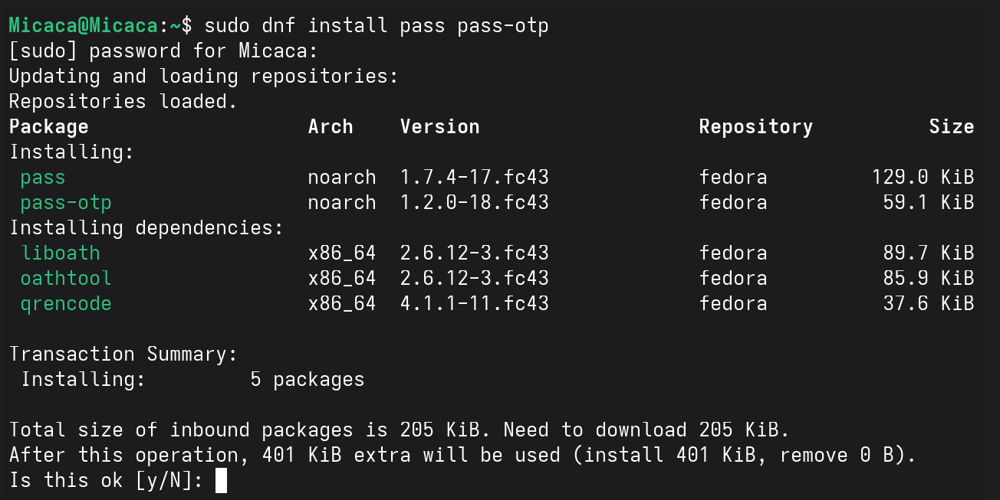 Micaca@Micaca:~$ sudo dnf install pass pass-otp
[sudo] password for Micaca:
Updating and loading repositories:
Repositories loaded.
Package                   Arch    Version                   Repository          Size
Installing:
 pass                     noarch  1.7.4-17.fc43             fedora         129.0 KiB
 pass-otp                 noarch  1.2.0-18.fc43             fedora          59.1 KiB
Installing dependencies:
 liboath                  x86_64  2.6.12-3.fc43             fedora          89.7 KiB
 oathtool                 x86_64  2.6.12-3.fc43             fedora          85.9 KiB
 qrencode                 x86_64  4.1.1-11.fc43             fedora          37.6 KiB
Transaction Summary:
 Installing:         5 packages
Total size of inbound packages is 205 KiB. Need to download 205 KiB.
After this operation, 401 KiB extra will be used (install 401 KiB, remove 0 B).
Is this ok [y/N]: